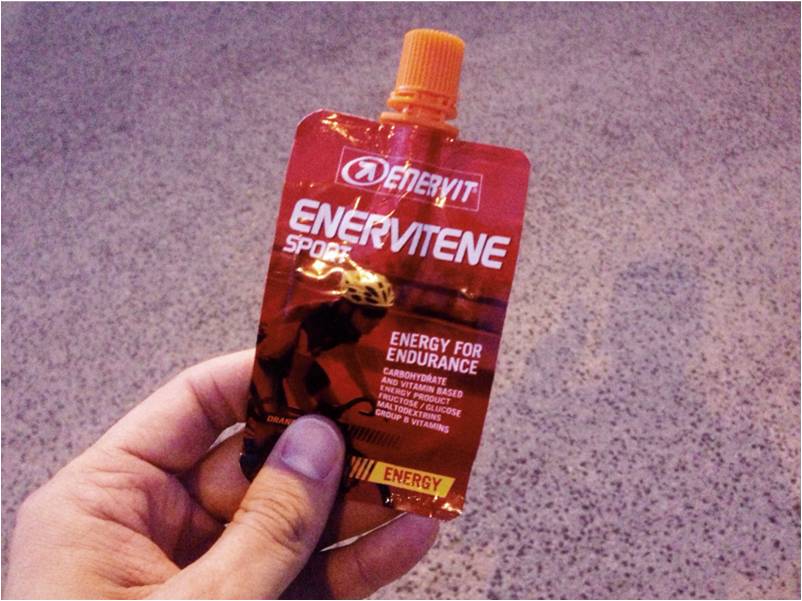 ENERVIT
ENERVITENE
SPORT
ENERGY FOR
ENDURANCE
CARBOHYDRATE
AND VITAMIN BASED
ENERGY PRODUCT
FRUCTOSE / GLUCOSE
MALTODEXTRINS
GROUP B VITAMINS
ENERGY